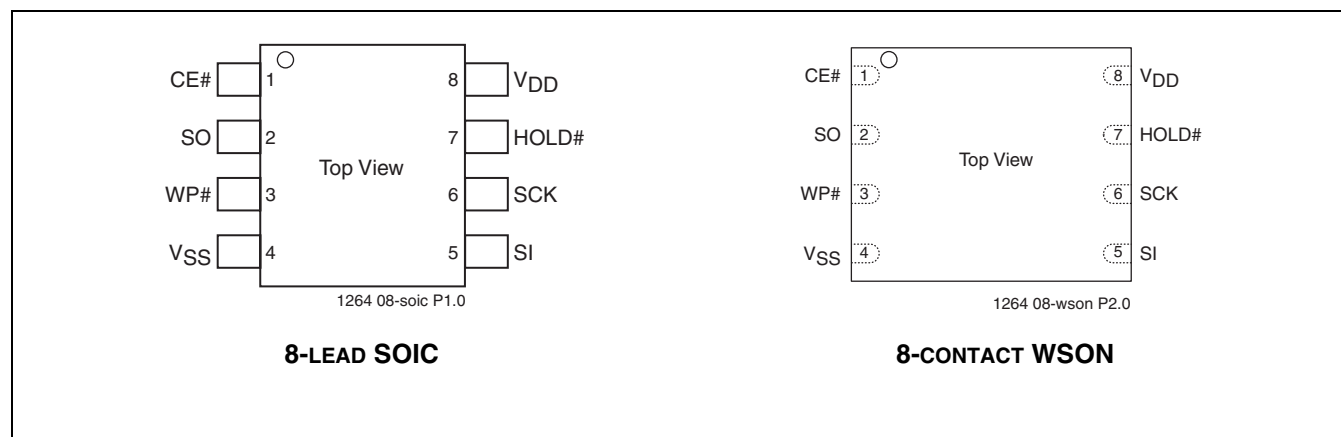 CE# 1 8 VDD
SO 2 7 HOLD#
Top View
WP# 3 6 SCK
VSS 4 5 SI
1264 08-soic P1.0
8-LEAD SOIC
CE# 1 8 VDD
SO 2 7 HOLD#
Top View
WP# 3 6 SCK
VSS 4 5 SI
1264 08-wson P2.0
8-CONTACT WSON